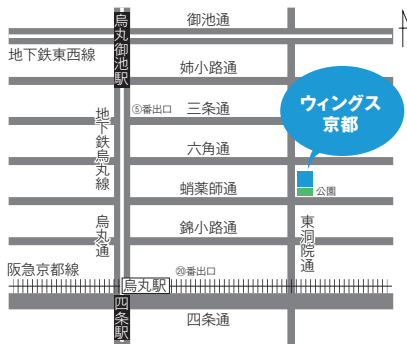 御池通
烏丸御池駅
地下鉄東西線
姉小路通
⑤番出口
三条通
ウィングス
京都
地下鉄烏丸線
六角通
公園
蛸薬師通
烏丸通
錦小路通
東洞院通
阪急京都線
⑳番出口
烏丸駅
四条駅
四条通
N